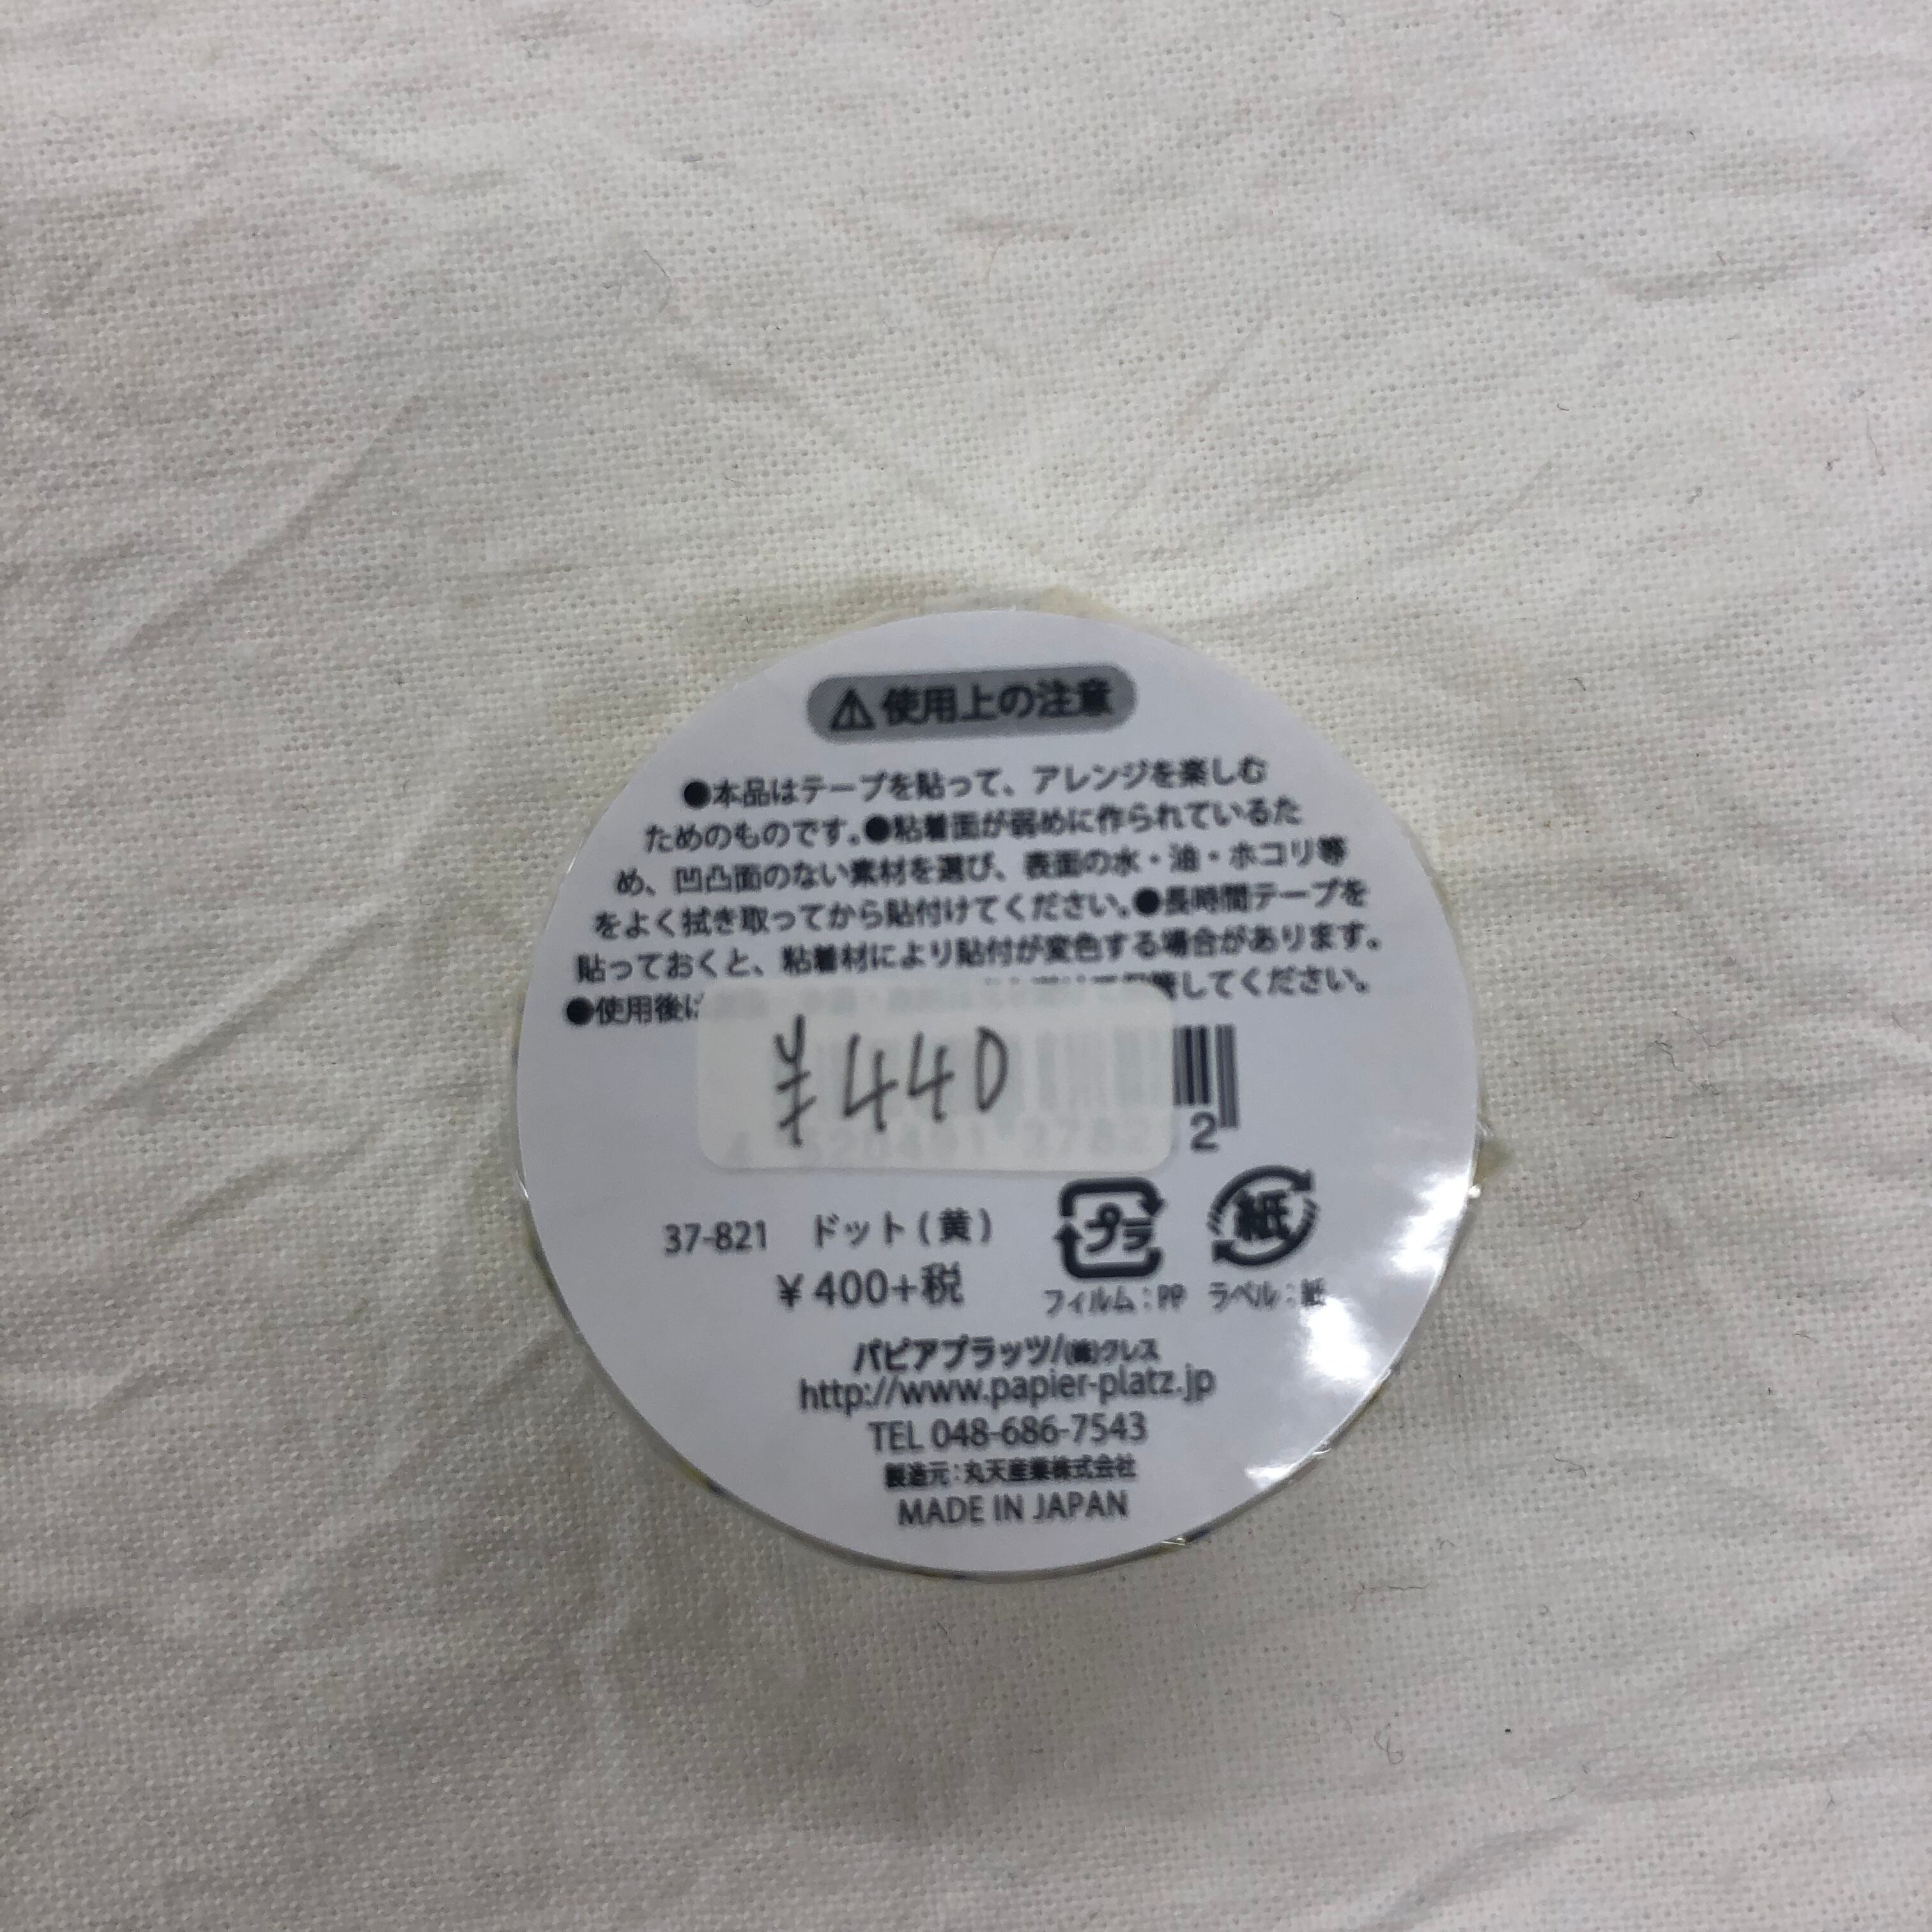 ⚠使用上の注意
●本品はテープを貼って、アレンジを楽しむ
ためのものです。●粘着面が弱めに作られているた
め、凹凸面のない素材を選び、表面の水・油・ホコリ等
をよく拭き取ってから貼付けてください。●長時間テープを
貼っておくと、粘着材により貼付が変色する場合があります。
●使用後は 管してください。
¥440
2
37-821 ドット(黄)
¥400+税
プラ
紙
フィルム:PP ラベル:紙
パピアプラッツ/(株)クレス
http://www.papier-platz.jp
TEL 048-686-7543
製造元:丸天産業株式会社
MADE IN JAPAN